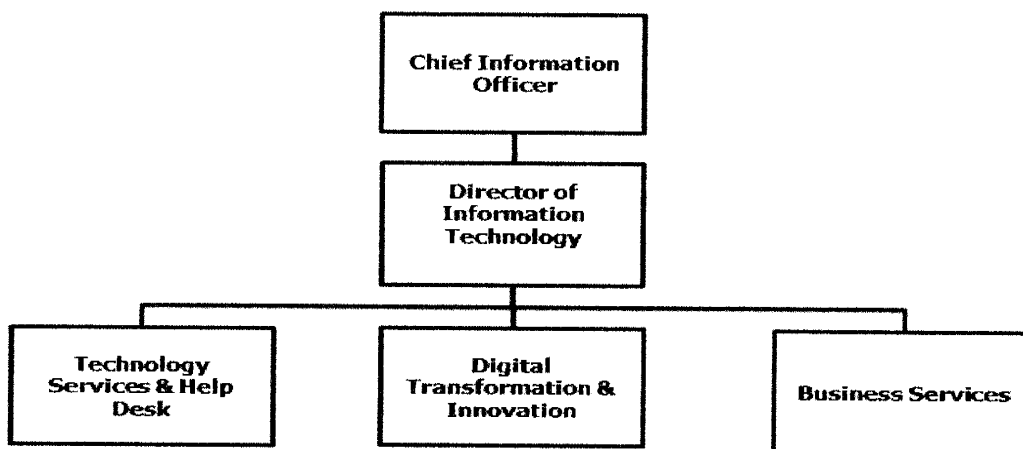 Chief Information
Officer
Director of
Information
Technology
Technology
Services & Help
Desk
Digital
Transformation &
Innovation
Business Services